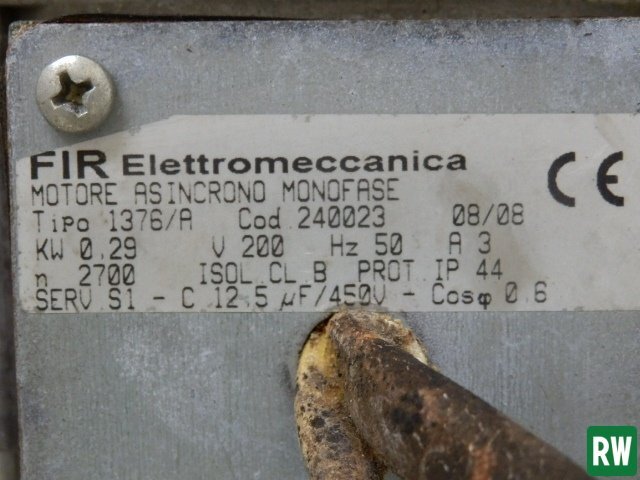 FIR Elettromeccanica
CE
MOTORE ASINCRONO MONOFASE
Tipo 1376/A Cod 240023 08/08
KW 0,29 V 200 Hz 50 A 3
n 2700 ISOL CL B PROT IP 44
SERV S1 - C 12,5 µF/450V - Cosφ 0,6
RW